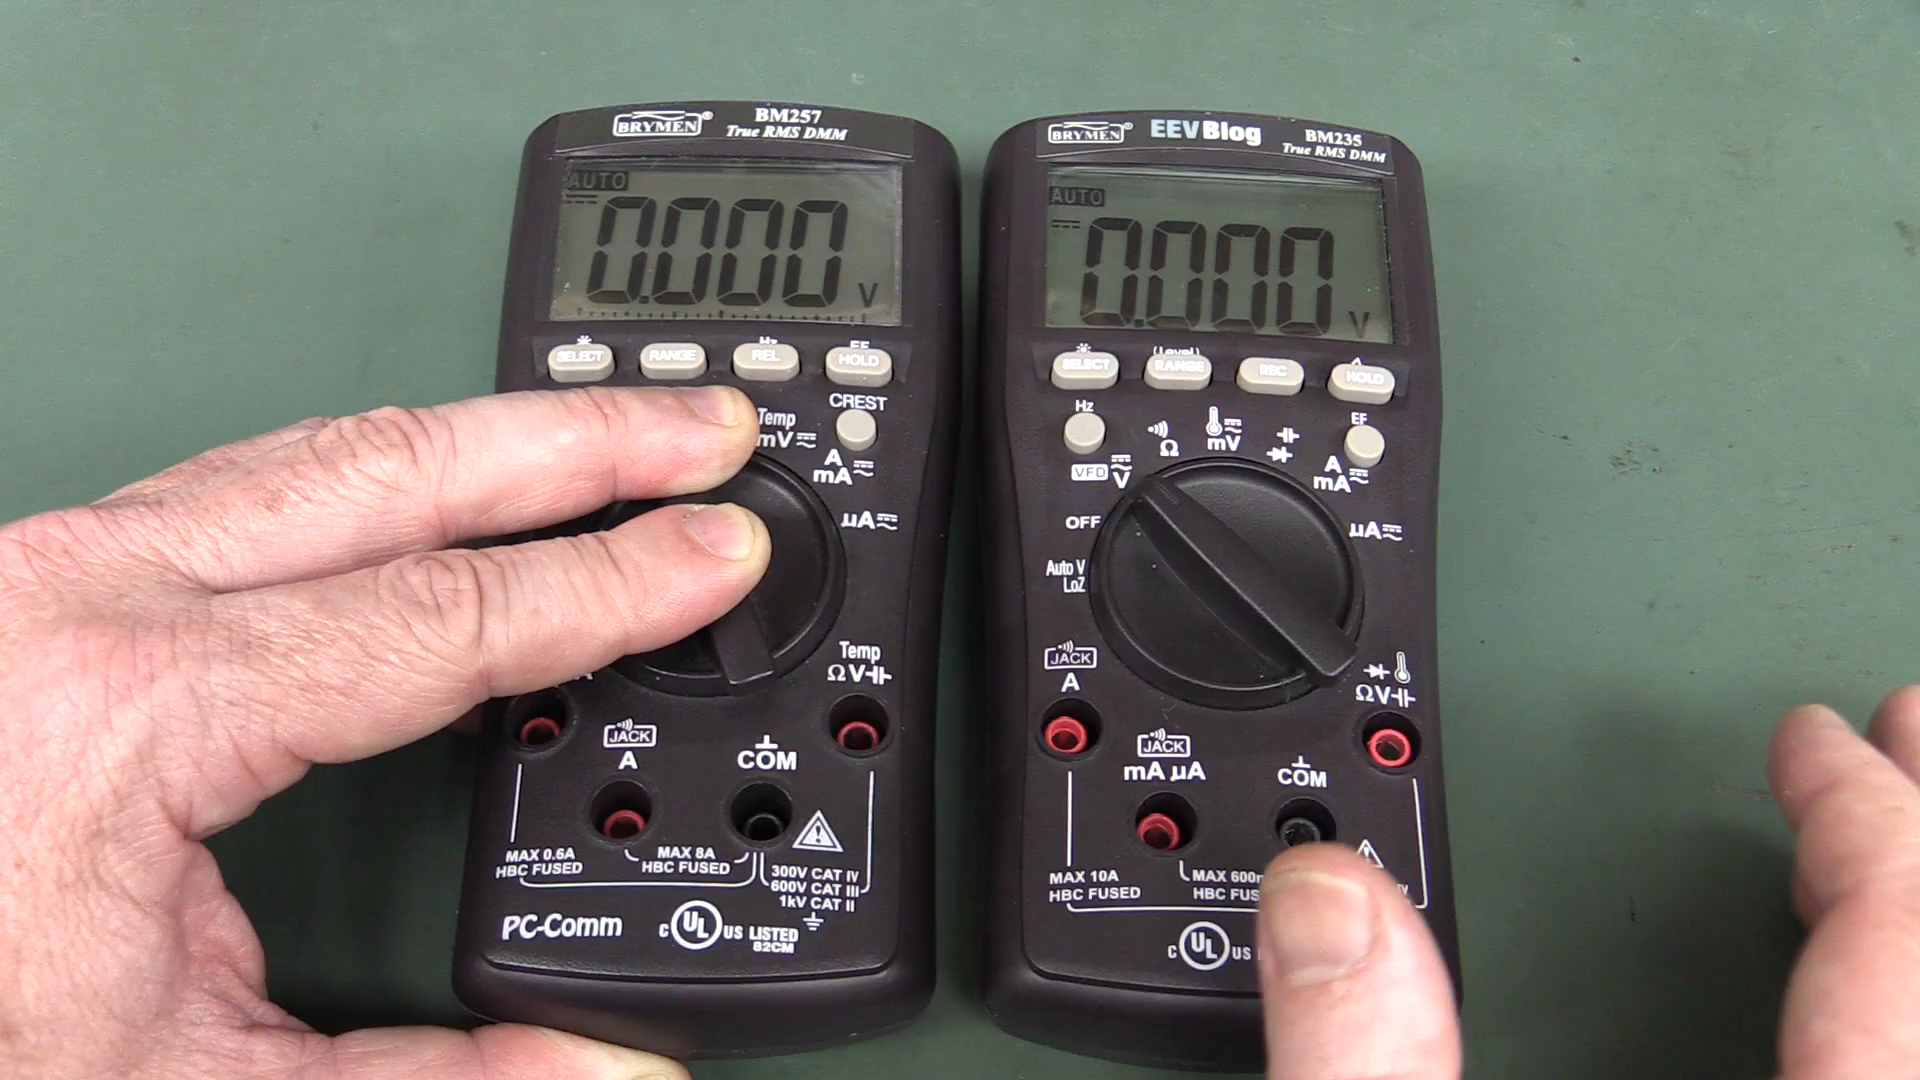 BRYMEN®
BM257
True RMS DMM
AUTO
0.000 V
SELECT
RANGE
Hz
REL
HOLD
CREST
Temp
mV
A
mA
µA
Temp
ΩV
JACK
A
COM
MAX 0.6A
HBC FUSED
MAX 8A
HBC FUSED
300V CAT IV
600V CAT III
1kV CAT II
PC-Comm
C UL US LISTED
82CM
BRYMEN®
EEVBlog
BM235
True RMS DMM
AUTO
0.000 V
SELECT
(Level)
RANGE
REC
HOLD
Hz
EF
VFD V
Ω
mV
A
mA
µA
OFF
Auto V
LoZ
JACK
A
ΩV
JACK
mA µA
COM
MAX 10A
HBC FUSED
MAX
HBC
C UL US